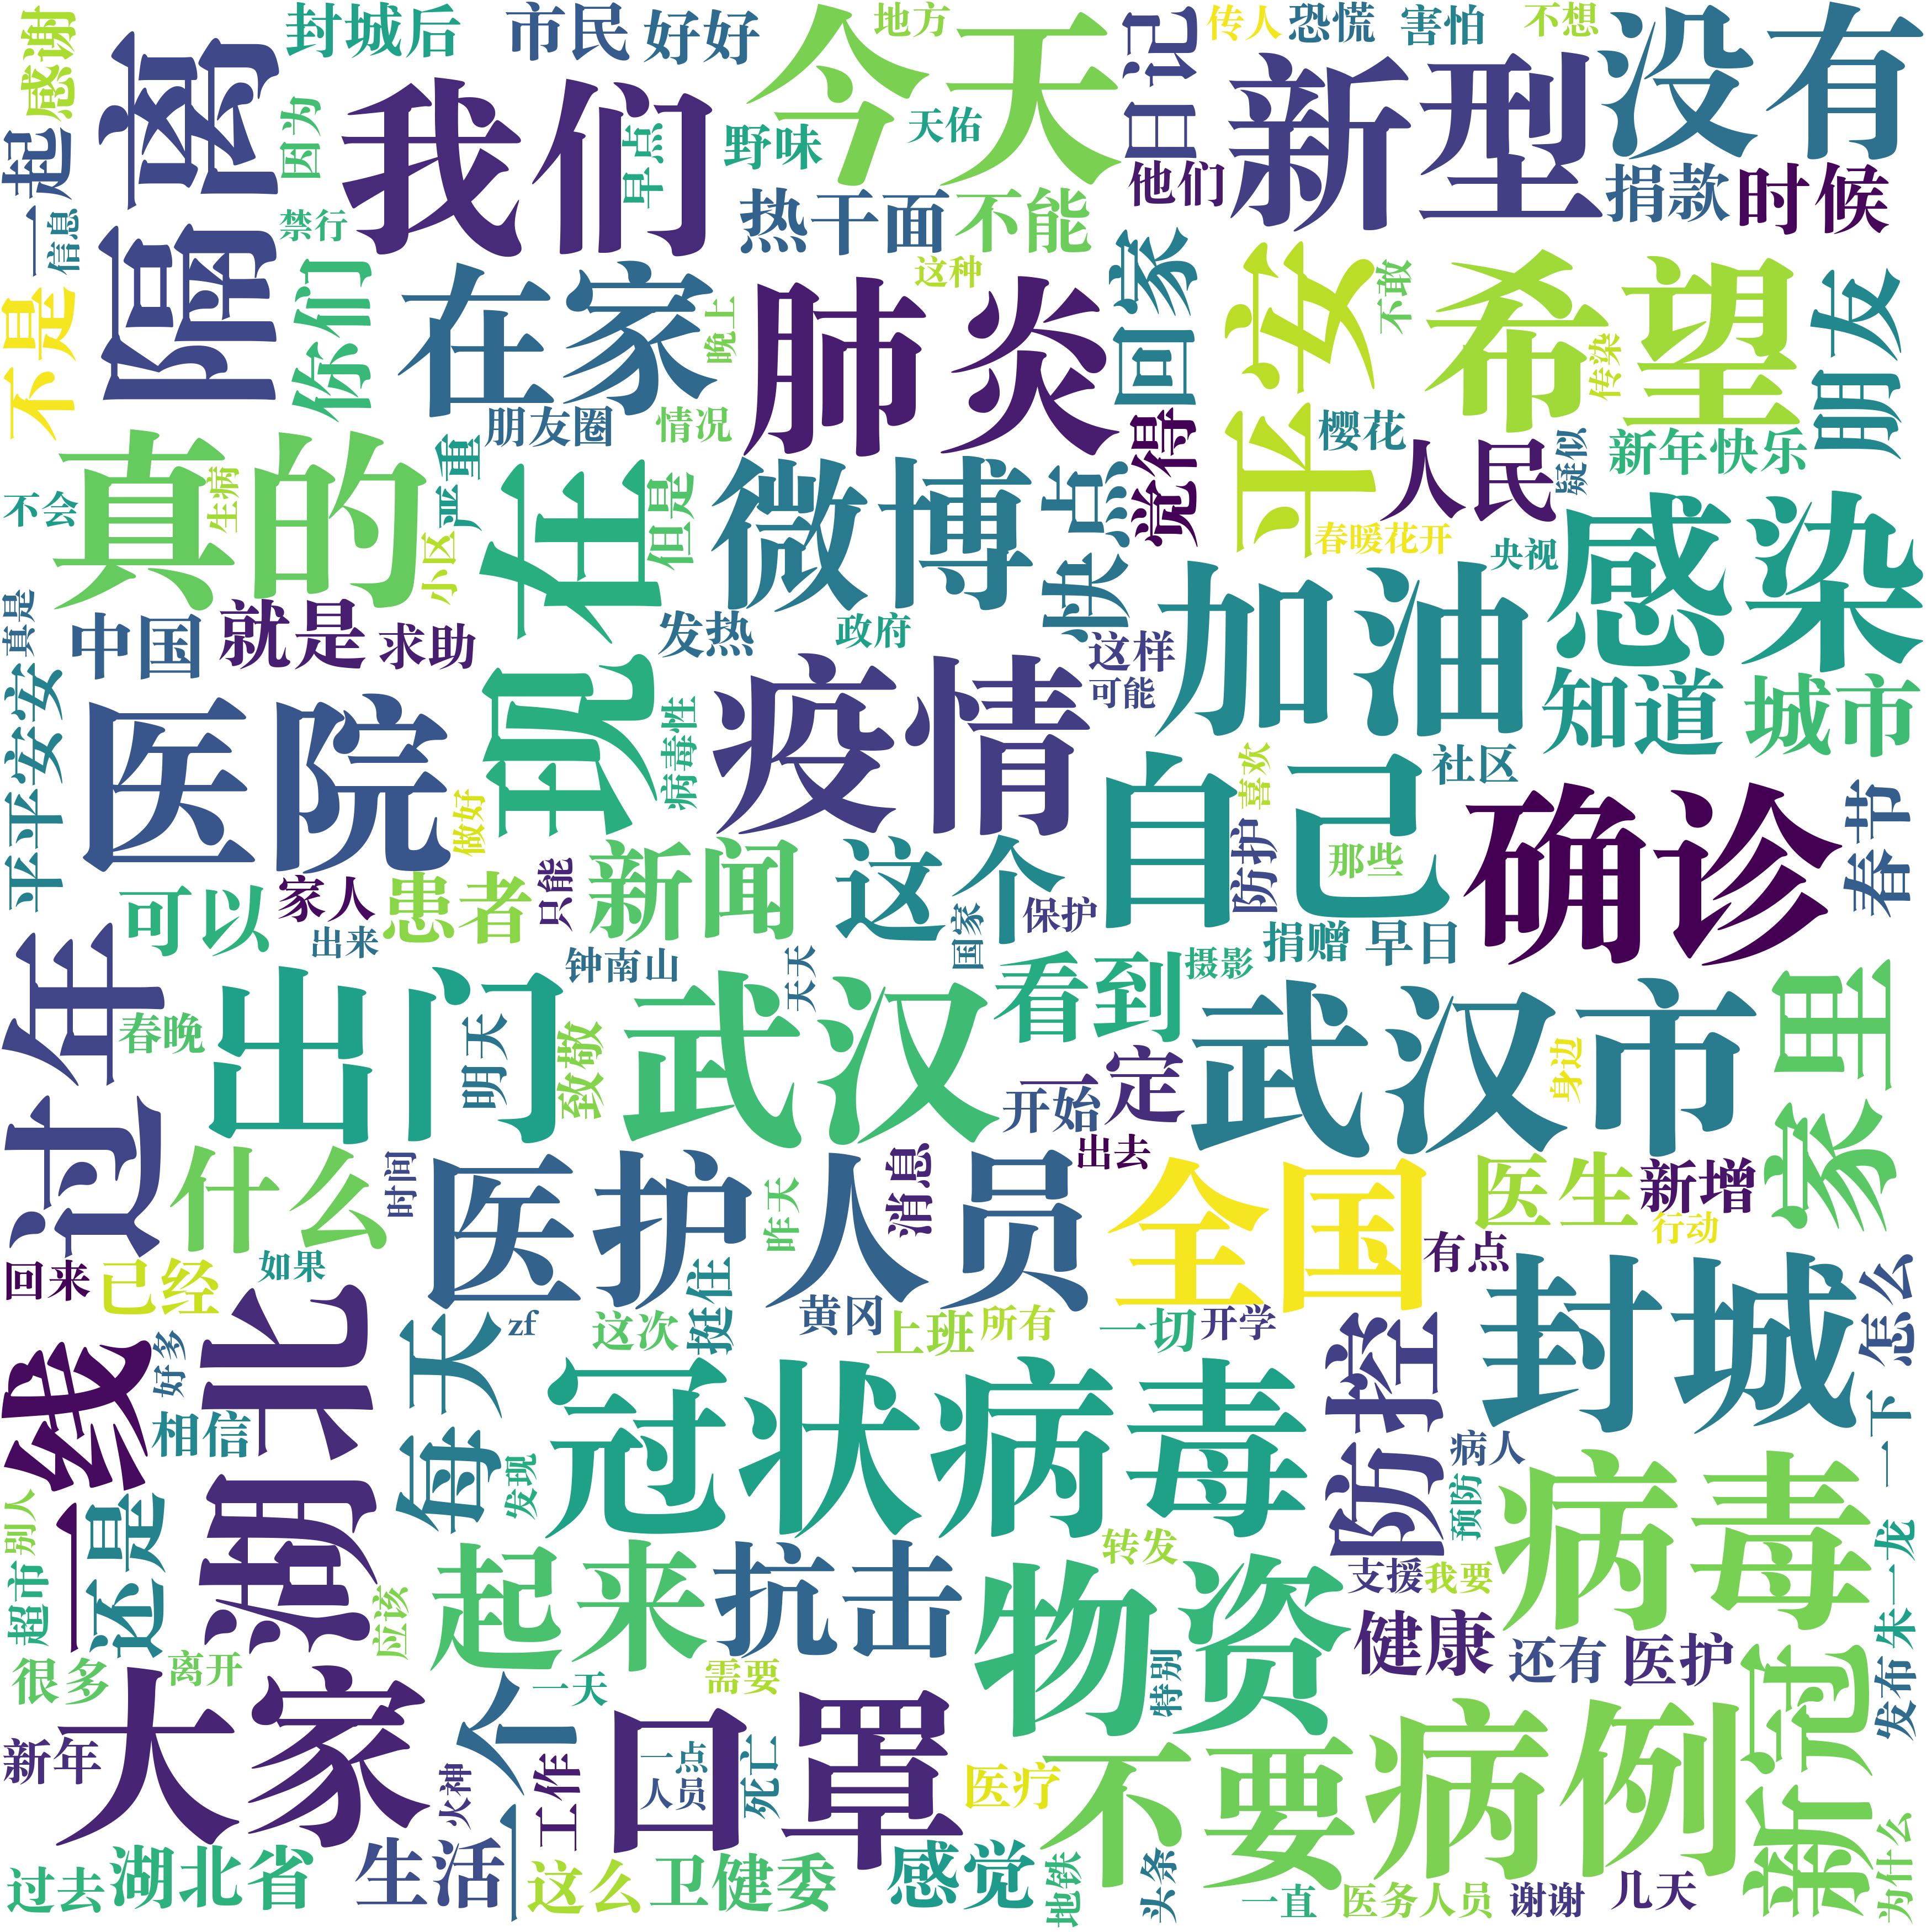 感谢
封城后
市民
好好
今天
地方
日记
传人
恐慌
害怕
不想
没有
隔离
一起
因为
我们
早点
野味
天佑
他们
新型
捐款
时候
信息
禁行
热干面
不能
不是
你们
在家
晚上
肺炎
这种
回家
平安
不敢
希望
传染
朋友
朋友圈
情况
觉得
樱花
人民
疑似
新年快乐
不会
真的
生病
小区
严重
现在
但是
微博
快点
春暖花开
央视
感染
真是
中国
就是
求助
发热
政府
这样
可能
加油
知道
城市
平平安安
医院
做好
病毒性
疫情
自己
喜欢
防护
那些
社区
确诊
春节
可以
家人
出来
患者
只能
新闻
钟南山
这个
国家
保护
捐赠
早日
过年
春晚
出门
明天
致敬
武汉
天天
看到
摄影
一定
开始
出去
武汉市
身边
家里
什么
时间
医护人员
昨天
消息
全国
医生
新增
行动
有点
回来
已经
如果
湖北
每天
zf
这次
挺住
黄冈
上班
所有
一切
开学
防控
封城
怎么
一下
一线
好多
相信
发现
冠状病毒
病人
预防
病毒
别人
超市
还是
应该
起来
抗击
转发
物资
支援
我要
健康
还有
医护
朱一龙
发布
很多
离开
大家
新年
一个
一天
火神
工作
口罩
一点
人员
死亡
需要
医疗
特别
不要
病例
新冠
过去
湖北省
生活
这么
卫健委
感觉
地铁
头条
一直
医务人员
谢谢
几天
为什么